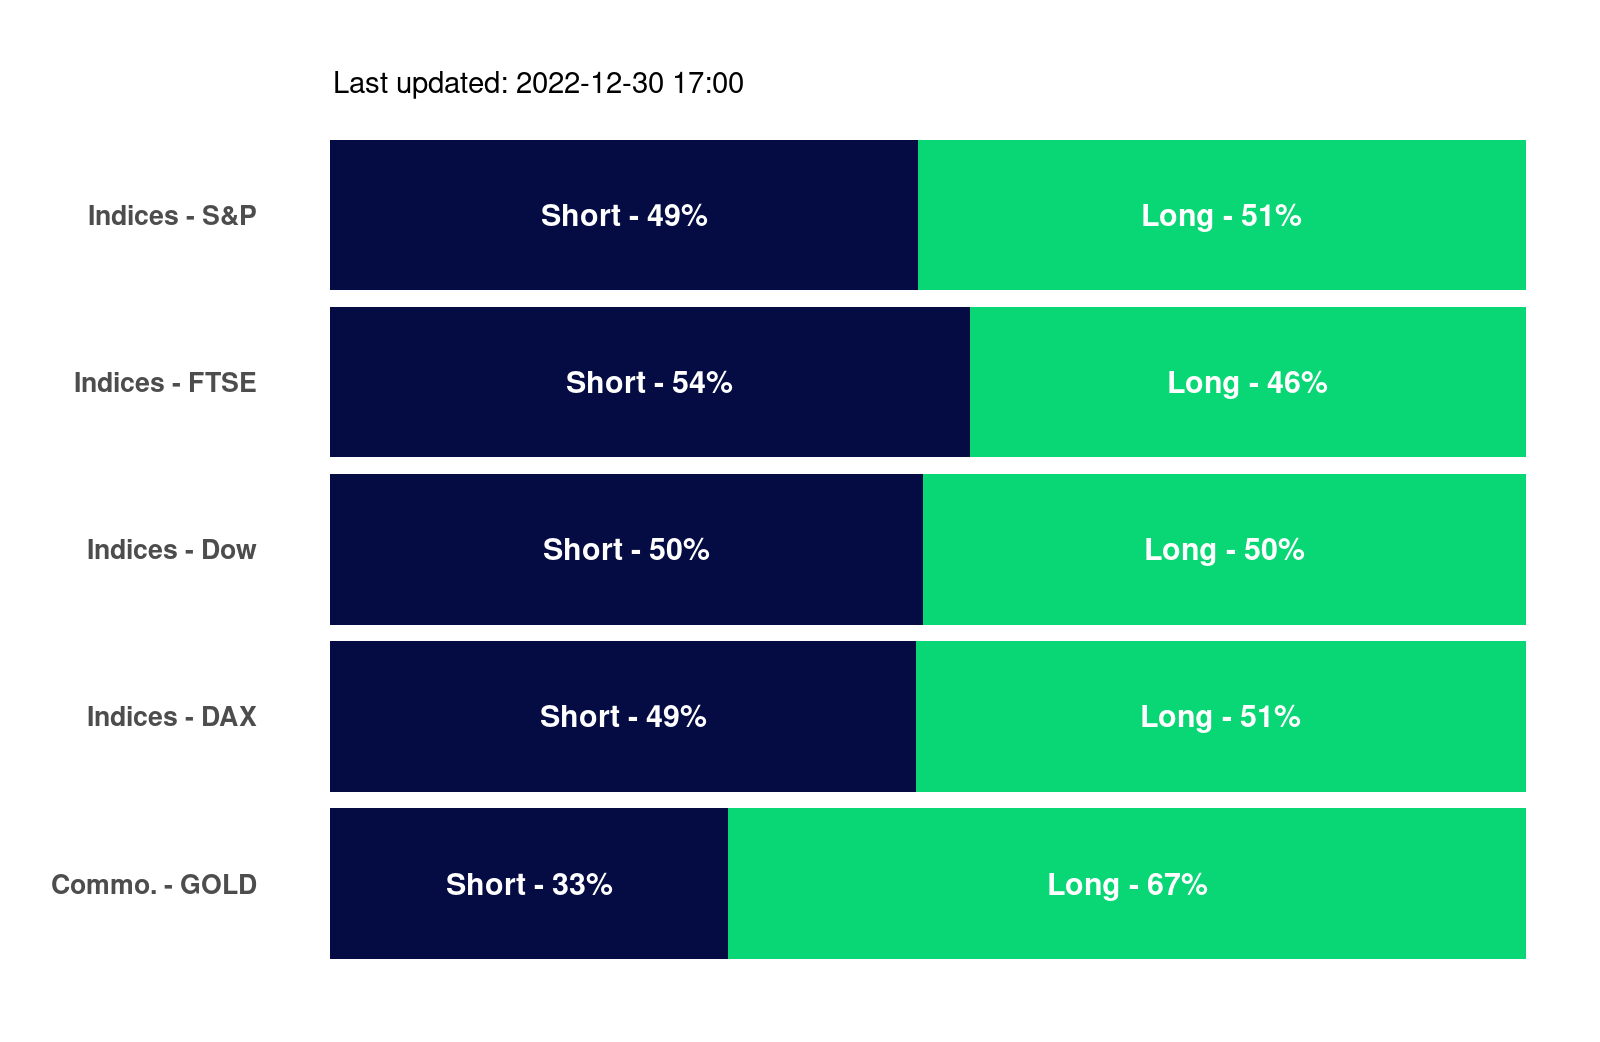 Last updated: 2022-12-30 17:00
Indices - S&P Short - 49% Long - 51%
Indices - FTSE Short - 54% Long - 46%
Indices - Dow Short - 50% Long - 50%
Indices - DAX Short - 49% Long - 51%
Commo. - GOLD Short - 33% Long - 67%